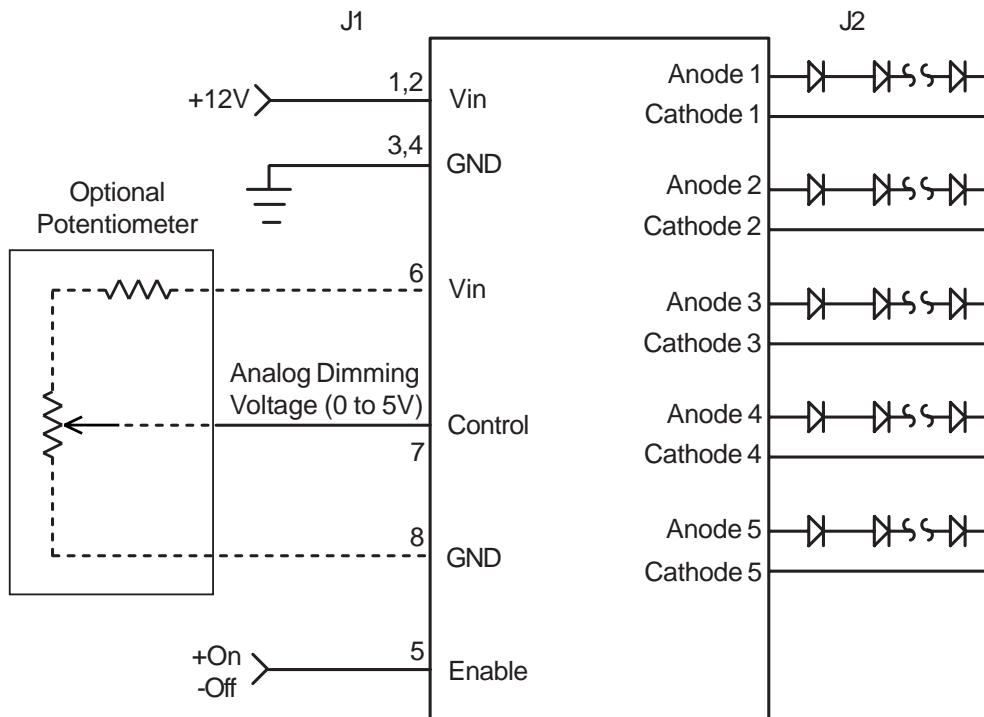 J1
J2
+12V
1,2
Vin
3,4
GND
Optional
Potentiometer
6
Vin
Analog Dimming
Voltage (0 to 5V)
Control
7
8
GND
+On
-Off
5
Enable
Anode 1
Cathode 1
Anode 2
Cathode 2
Anode 3
Cathode 3
Anode 4
Cathode 4
Anode 5
Cathode 5